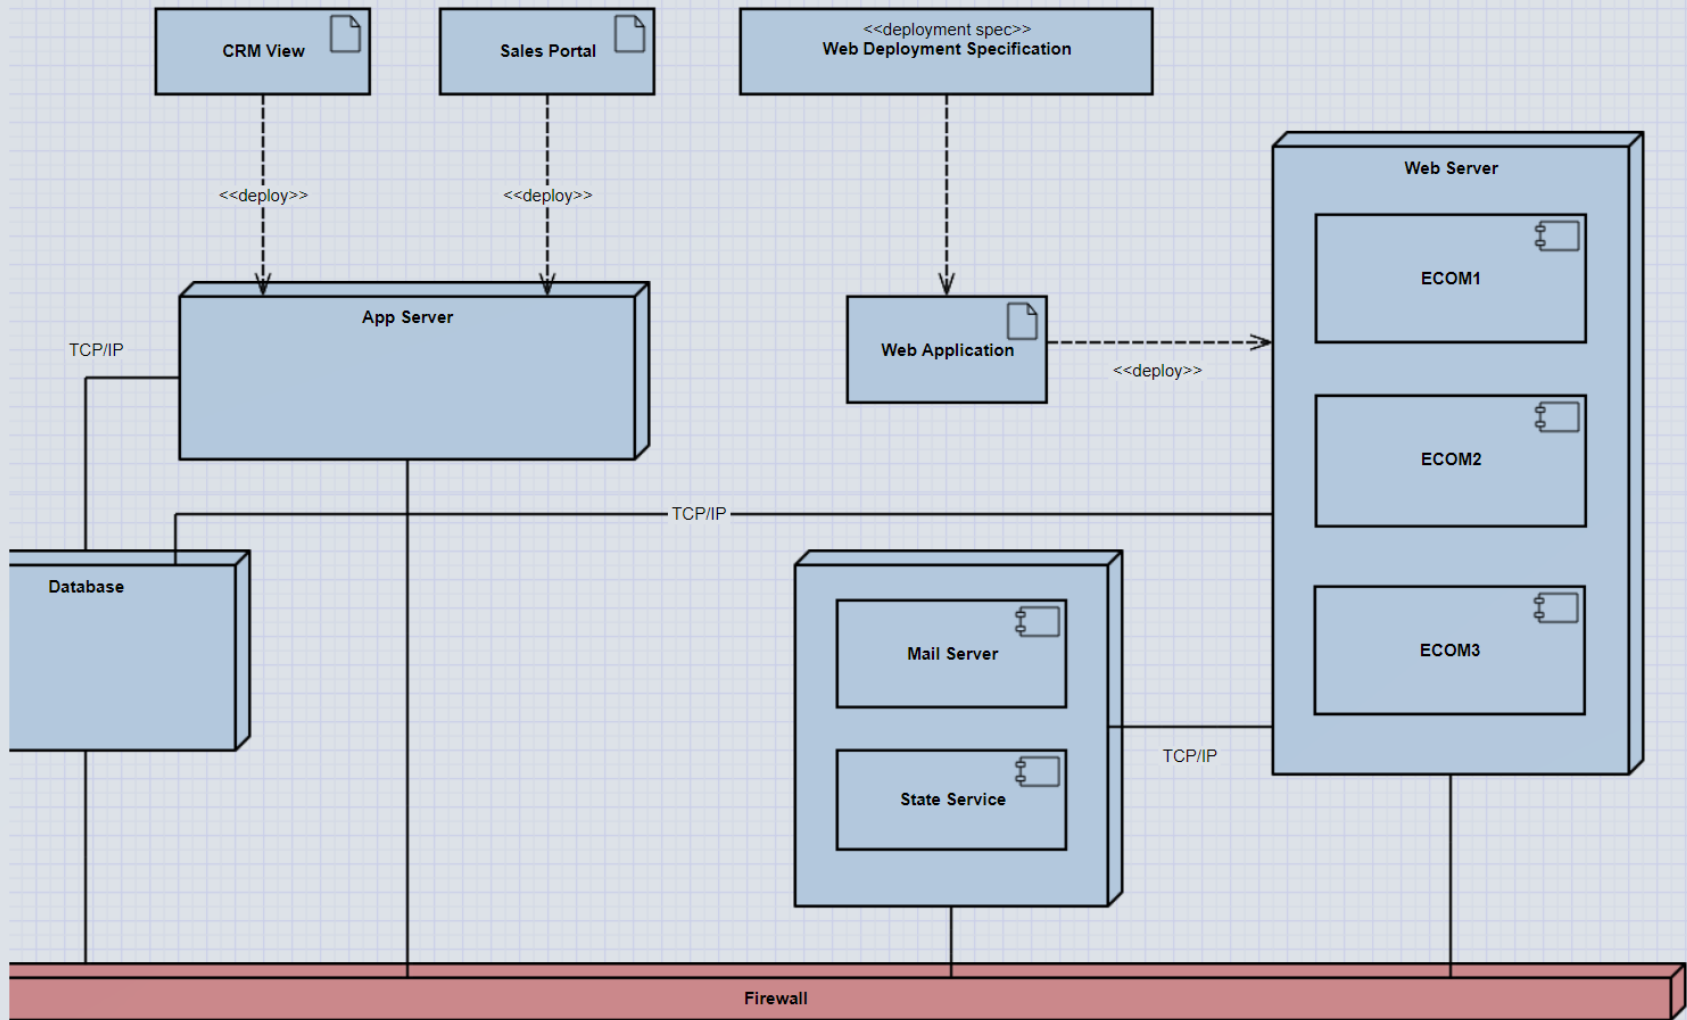 CRM View
Sales Portal
<<deployment spec>>
Web Deployment Specification
Web Server
<<deploy>>
<<deploy>>
ECOM1
App Server
TCP/IP
Web Application
<<deploy>>
ECOM2
TCP/IP
Database
Mail Server
ECOM3
TCP/IP
State Service
Firewall